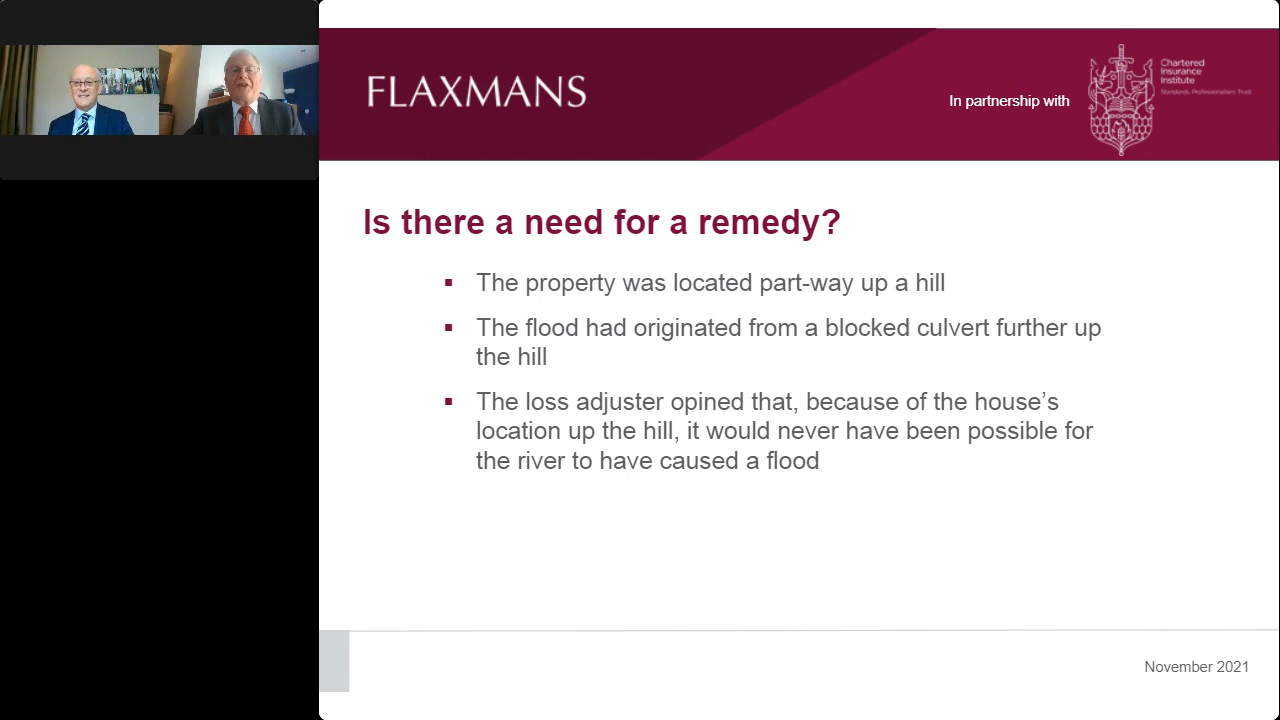 FLAXMANS
In partnership with
Chartered
Insurance
Institute
Standards. Professionalism. Trust.
Is there a need for a remedy?
▪ The property was located part-way up a hill
▪ The flood had originated from a blocked culvert further up
the hill
▪ The loss adjuster opined that, because of the house’s
location up the hill, it would never have been possible for
the river to have caused a flood
November 2021